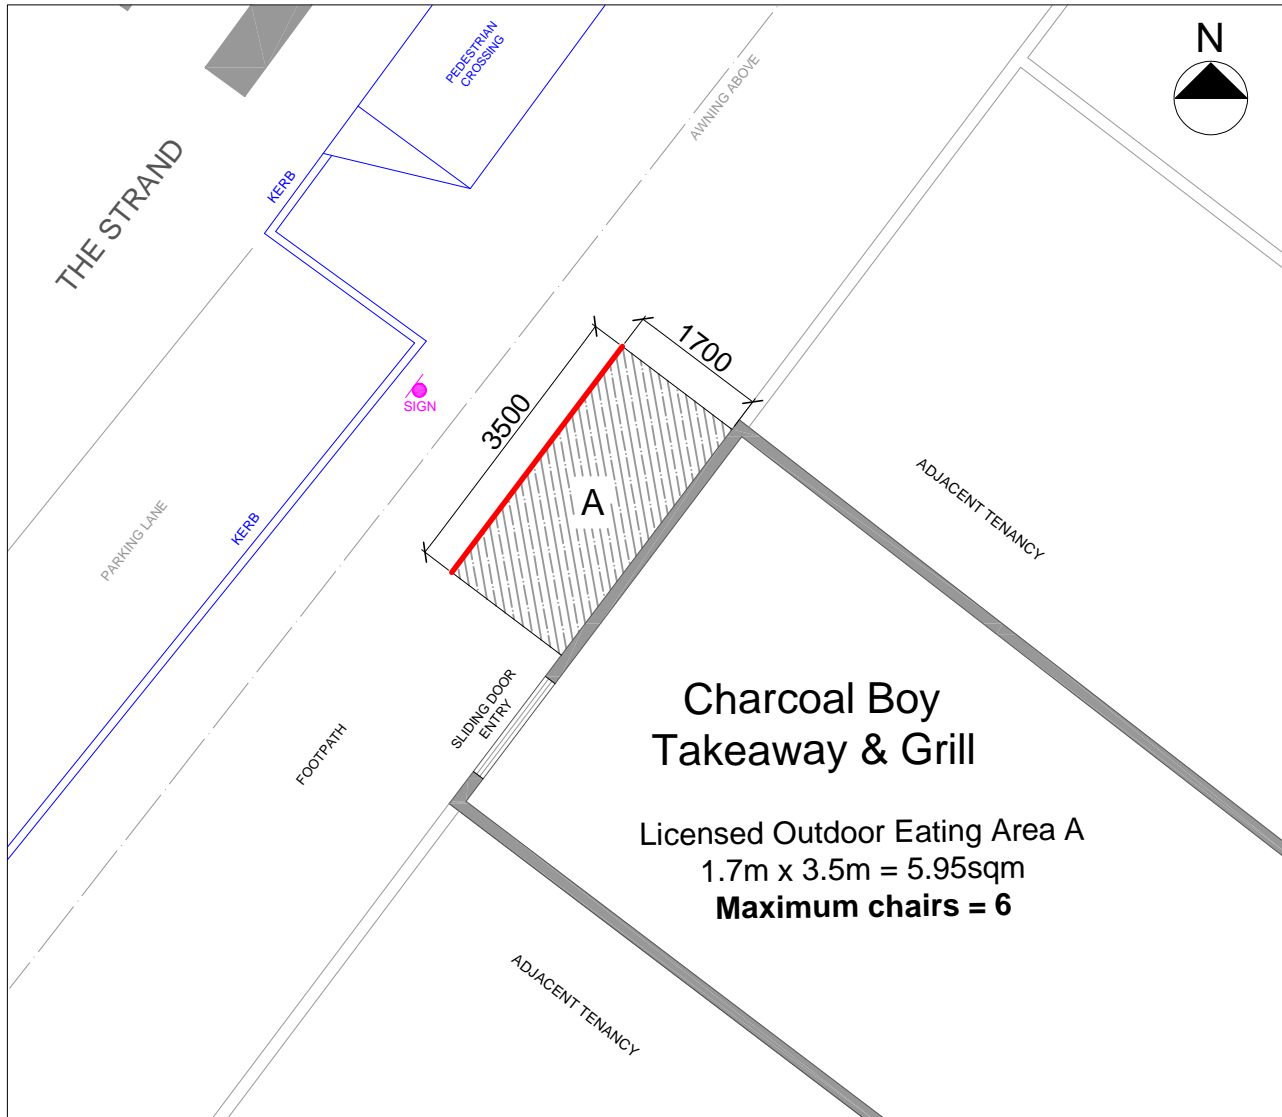 N
PEDESTRIAN
CROSSING
AWNING ABOVE
THE STRAND
KERB
1700
3500
SIGN
A
ADJACENT TENANCY
PARKING LANE
KERB
SLIDING DOOR
ENTRY
FOOTPATH
Charcoal Boy
Takeaway & Grill
Licensed Outdoor Eating Area A
1.7m x 3.5m = 5.95sqm
Maximum chairs = 6
ADJACENT TENANCY